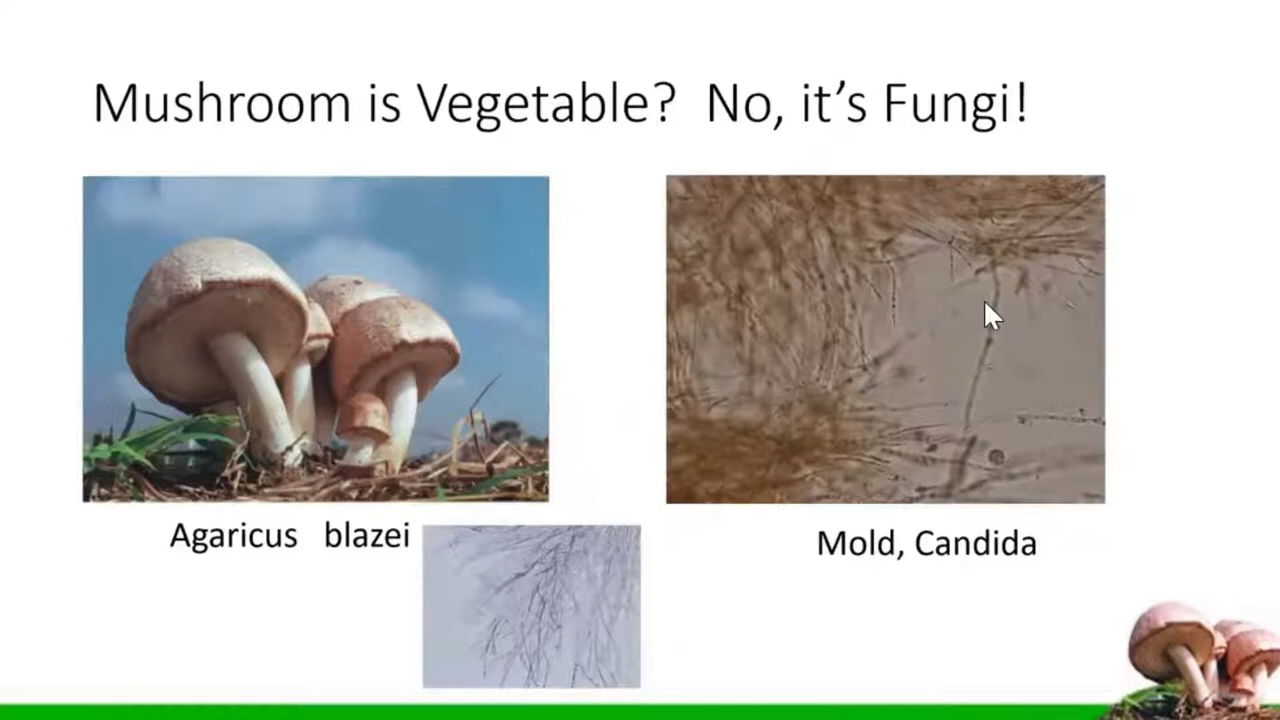 Mushroom is Vegetable? No, it's Fungi!
Agaricus blazei
Mold, Candida